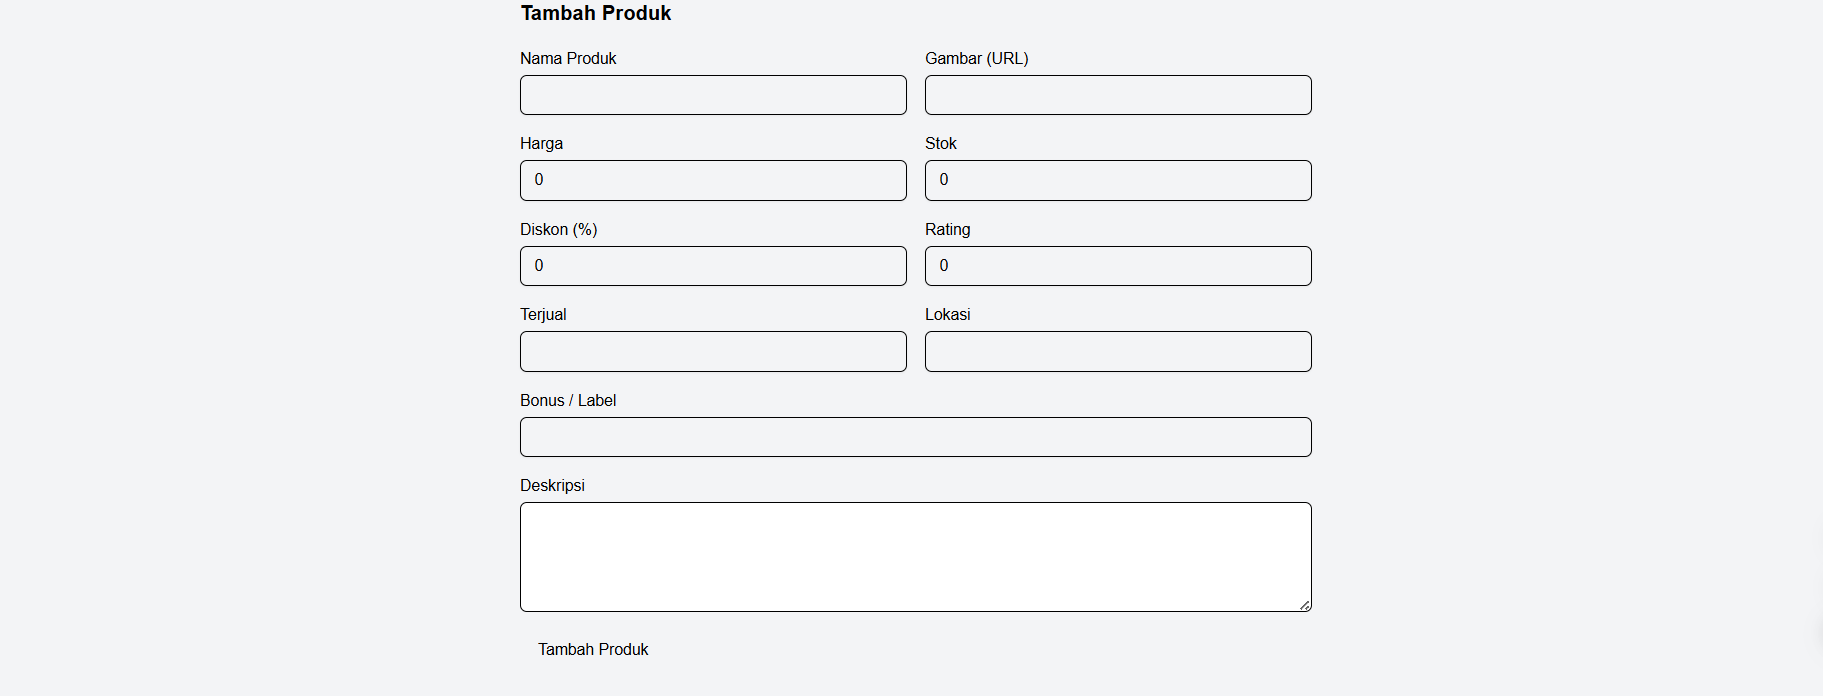 Tambah Produk
Nama Produk
Gambar (URL)
Harga
Stok
0
0
Diskon (%)
Rating
0
0
Terjual
Lokasi
Bonus / Label
Deskripsi
Tambah Produk